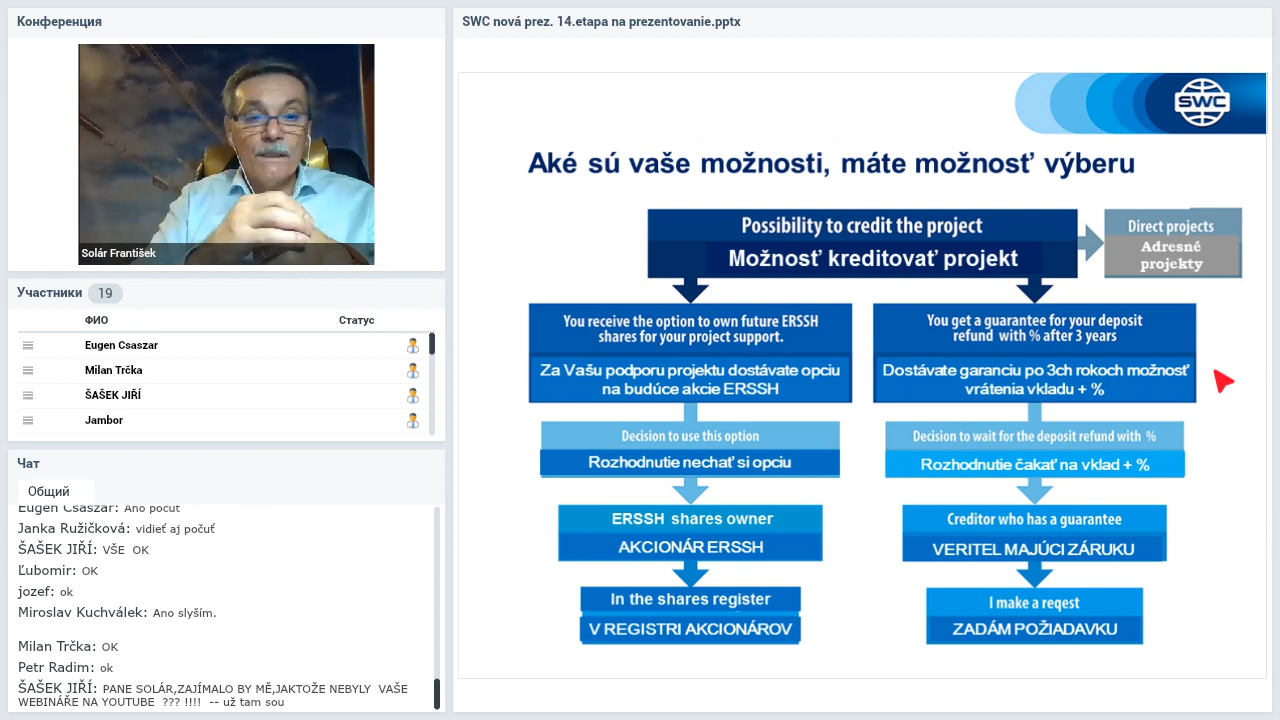 Конференция
Solár František
Участники 19
ФИО
Статус
Eugen Csaszar
Milan Trčka
ŠAŠEK JIŘÍ
Jambor
Чат
Общий
Eugen Csaszar: Ano počuť
Janka Ružičková: vidieť aj počuť
ŠAŠEK JIŘÍ: VŠE OK
Ľubomir: OK
jozef: ok
Miroslav Kuchválek: Ano slyším.
Milan Trčka: OK
Petr Radim: ok
ŠAŠEK JIŘÍ: PANE SOLÁR,ZAJÍMALO BY MĚ,JAKTOŽE NEBYLY VAŠE
WEBINÁŘE NA YOUTUBE ??? !!!! -- už tam sou
SWC nová prez. 14.etapa na prezentovanie.pptx
SWC
Aké sú vaše možnosti, máte možnosť výberu
Possibility to credit the project
Možnosť kreditovať projekt
Direct projects
Adresné
projekty
You receive the option to own future ERSSH
shares for your project support.
Za Vašu podporu projektu dostávate opciu
na budúce akcie ERSSH
Decision to use this option
Rozhodnutie nechať si opciu
ERSSH shares owner
AKCIONÁR ERSSH
In the shares register
V REGISTRI AKCIONÁROV
You get a guarantee for your deposit
refund with % after 3 years
Dostávate garanciu po 3ch rokoch možnosť
vrátenia vkladu + %
Decision to wait for the deposit refund with %
Rozhodnutie čakať na vklad + %
Creditor who has a guarantee
VERITEL MAJÚCI ZÁRUKU
I make a reqest
ZADÁM POŽIADAVKU